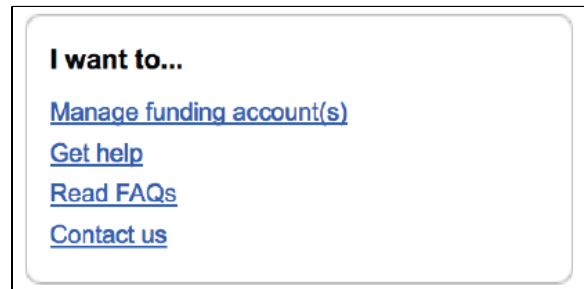 I want to...
Manage funding account(s)
Get help
Read FAQs
Contact us